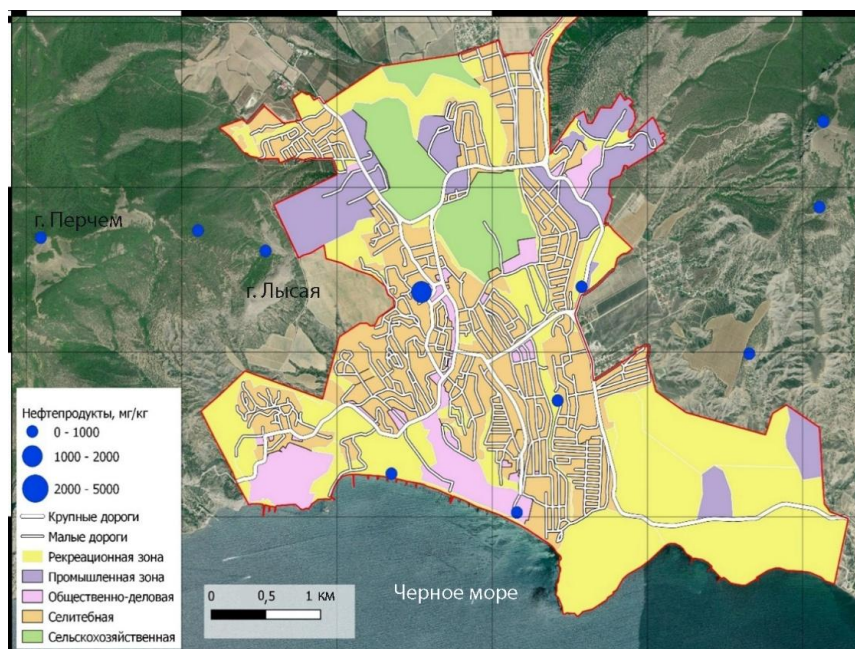 г. Перчем
г. Лысая
Нефтепродукты, мг/кг
0 - 1000
1000 - 2000
2000 - 5000
Крупные дороги
Малые дороги
Рекреационная зона
Промышленная зона
Общественно-деловая
Селитебная
Сельскохозяйственная
0 0,5 1 км
Черное море